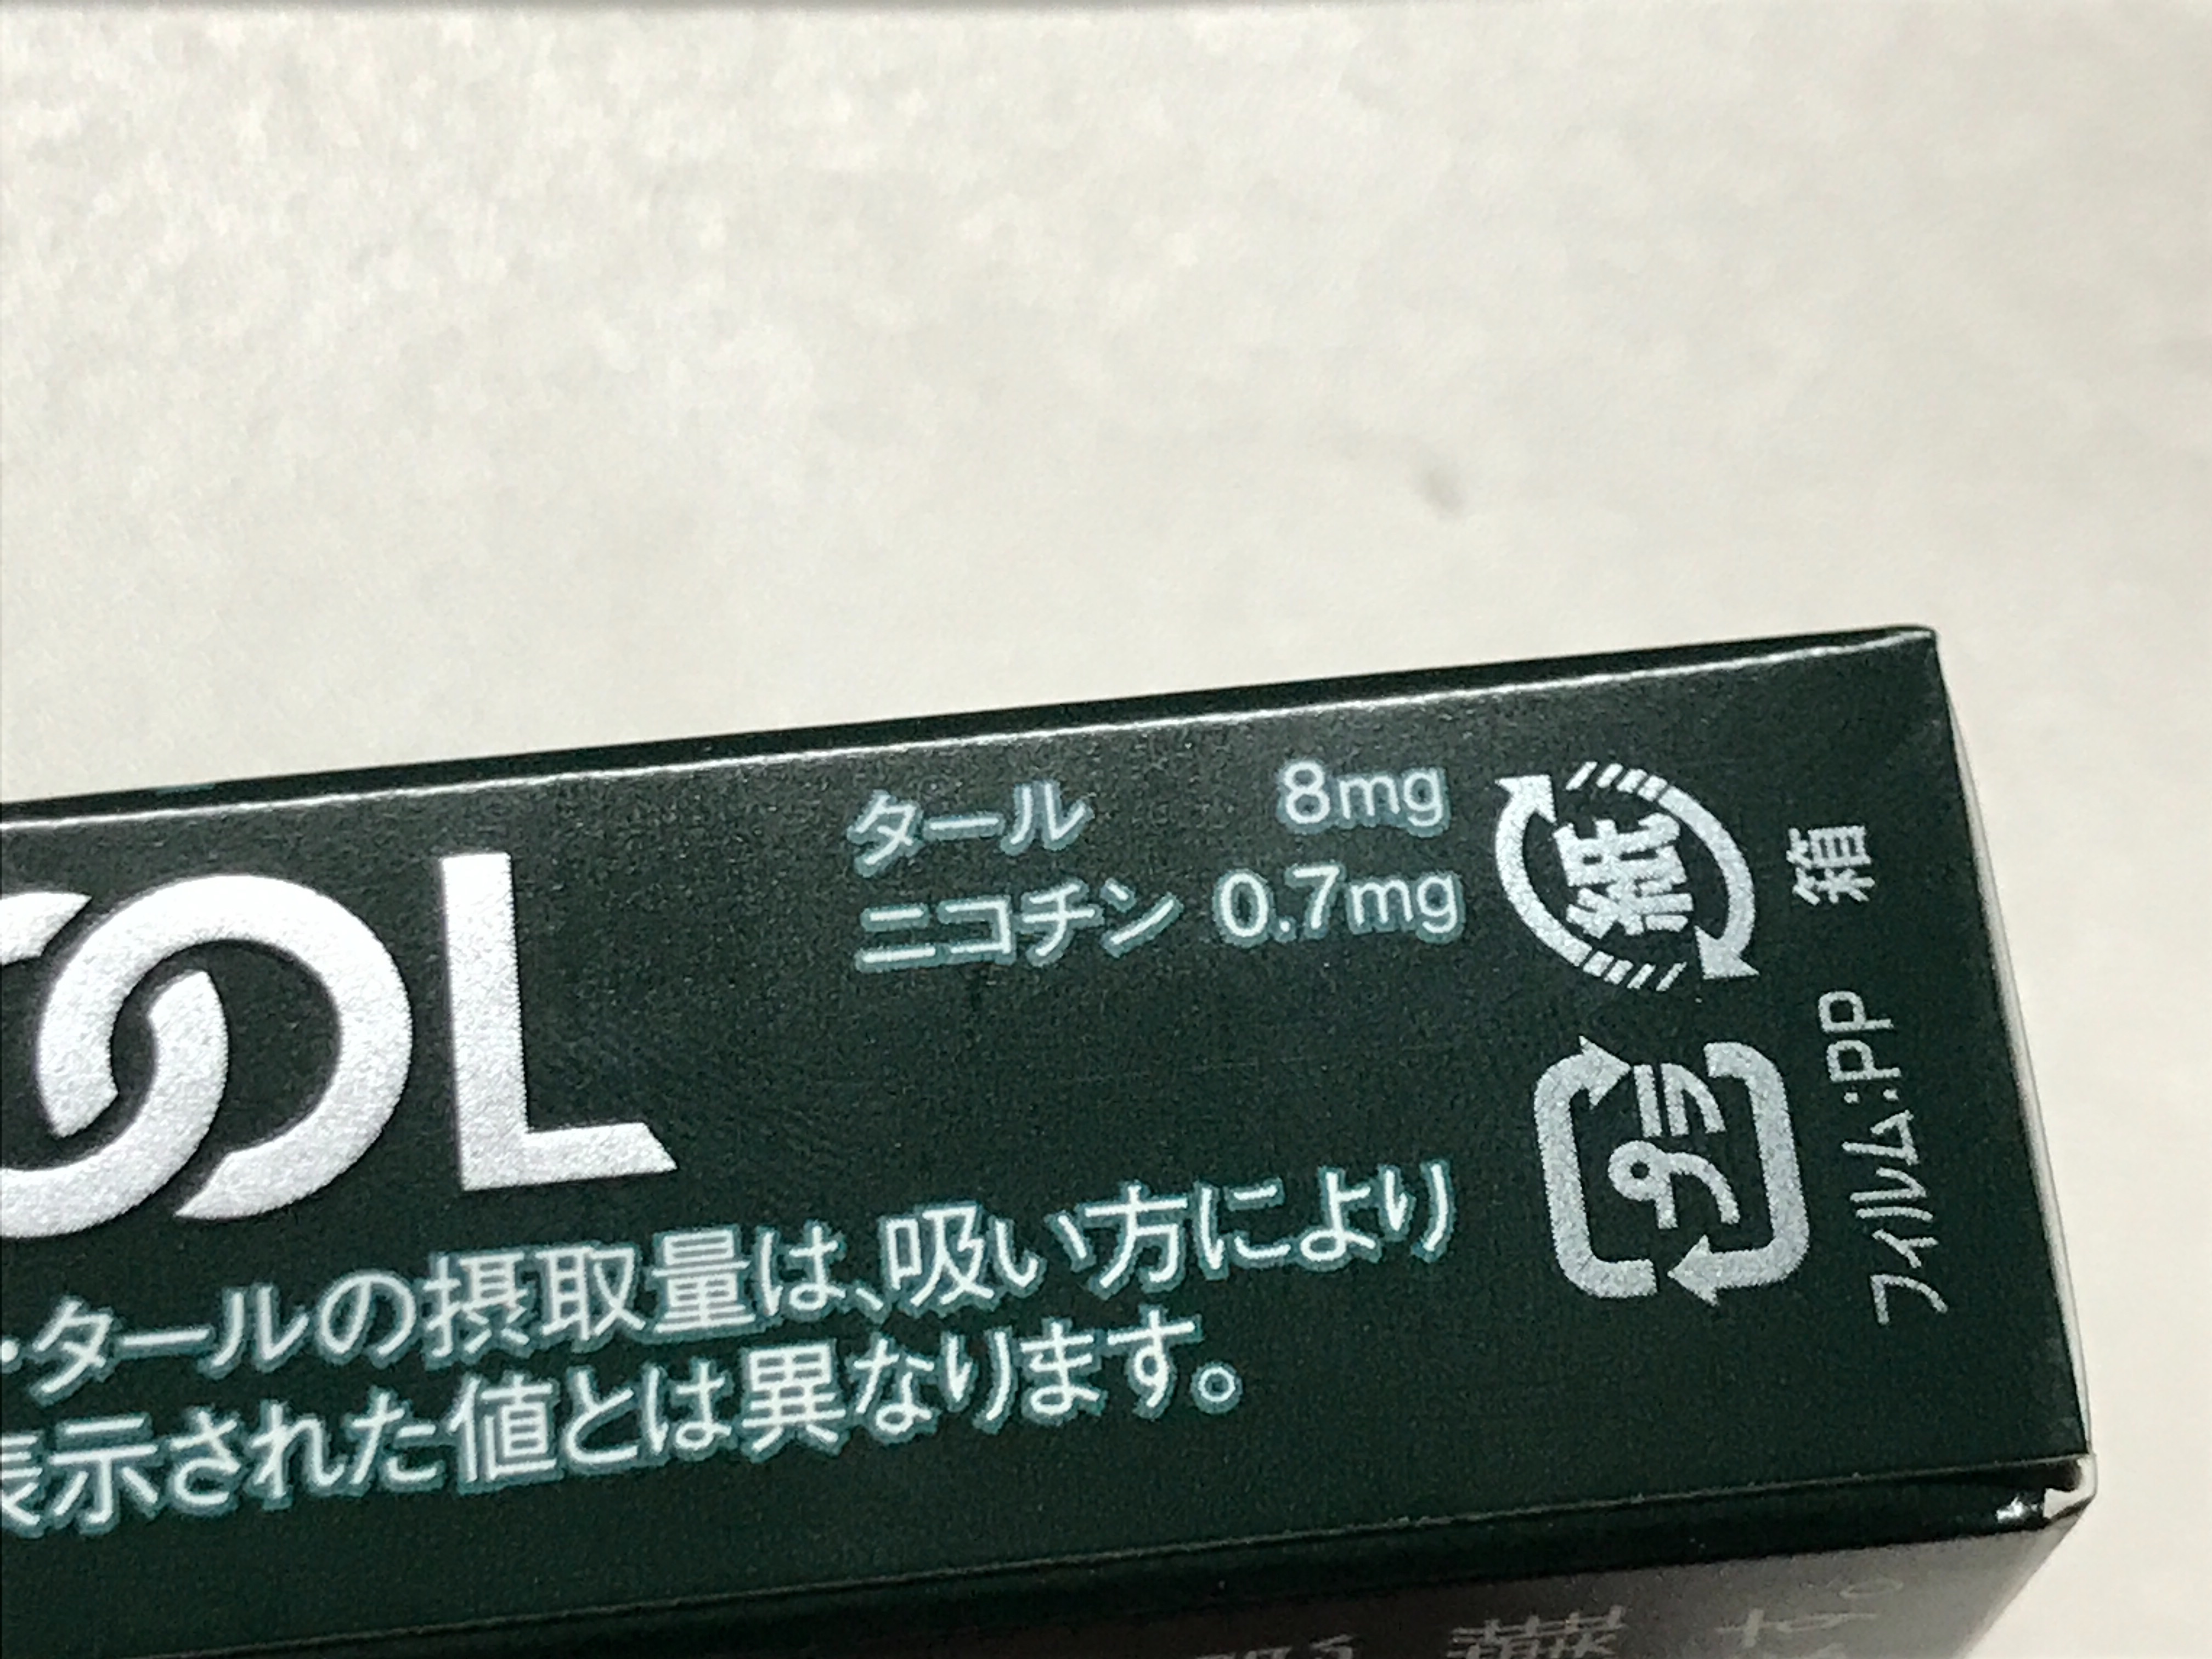 OOL
タール 8mg
ニコチン 0.7mg
・タールの摂取量は、吸い方により
表示された値とは異なります。
紙
箱
プラ
フィルム:PP